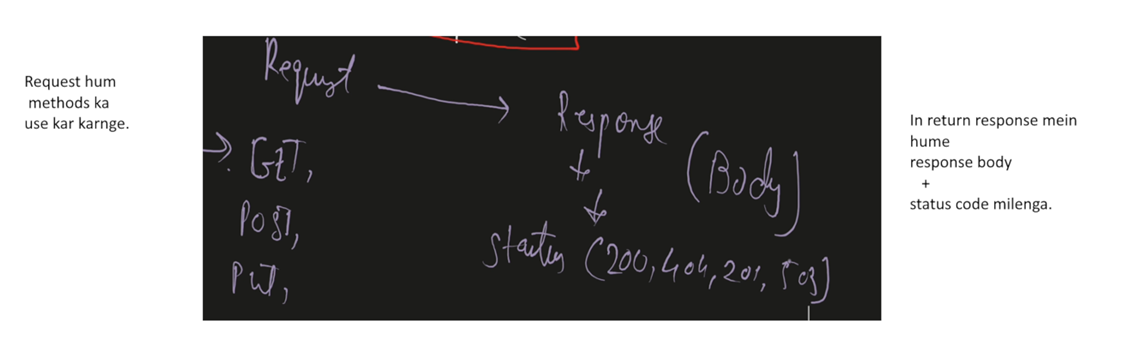 Request hum
methods ka
use kar karnge.
Request
Response
(Body)
GET,
POST,
PUT,
Status (200, 404, 201, 503)
In return response mein
hume
response body
+
status code milenga.